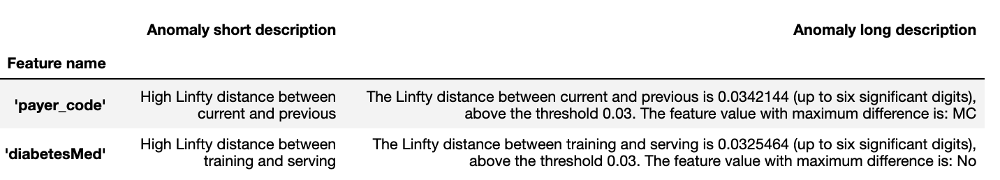 Anomaly short description Anomaly long description
Feature name
'payer_code' High Linfty distance between current and previous The Linfty distance between current and previous is 0.0342144 (up to six significant digits), above the threshold 0.03. The feature value with maximum difference is: MC
'diabetesMed' High Linfty distance between training and serving The Linfty distance between training and serving is 0.0325464 (up to six significant digits), above the threshold 0.03. The feature value with maximum difference is: No